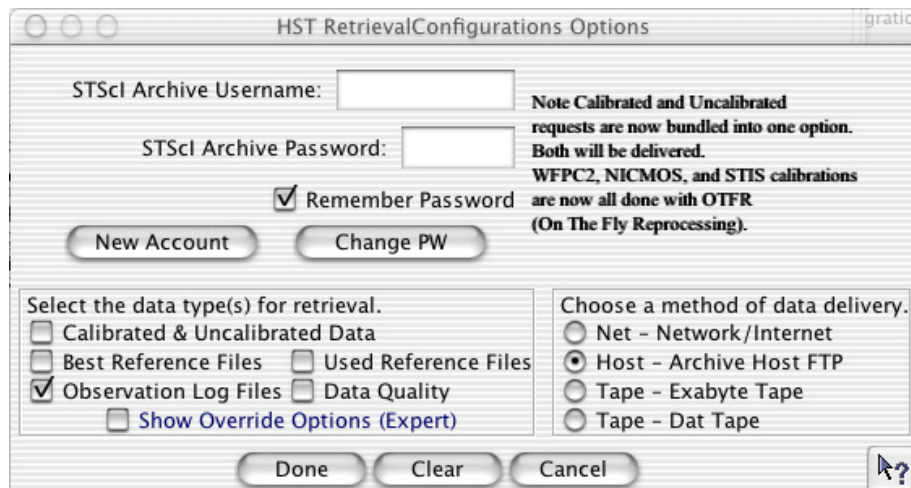 HST RetrievalConfigurations Options
gratio
STScI Archive Username:
STScI Archive Password:
Remember Password
New Account
Change PW
Note Calibrated and Uncalibrated
requests are now bundled into one option.
Both will be delivered.
WFPC2, NICMOS, and STIS calibrations
are now all done with OTFR
(On The Fly Reprocessing).
Select the data type(s) for retrieval.
Calibrated & Uncalibrated Data
Best Reference Files
Used Reference Files
Observation Log Files
Data Quality
Show Override Options (Expert)
Choose a method of data delivery.
Net – Network/Internet
Host – Archive Host FTP
Tape – Exabyte Tape
Tape – Dat Tape
Done
Clear
Cancel
?